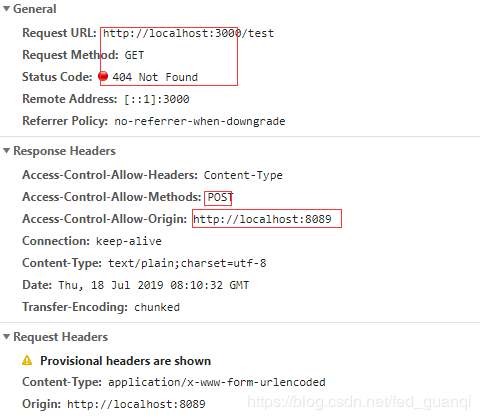 General
Request URL: http://localhost:3000/test
Request Method: GET
Status Code: 404 Not Found
Remote Address: [::1]:3000
Referrer Policy: no-referrer-when-downgrade
Response Headers
Access-Control-Allow-Headers: Content-Type
Access-Control-Allow-Methods: POST
Access-Control-Allow-Origin: http://localhost:8089
Connection: keep-alive
Content-Type: text/plain;charset=utf-8
Date: Thu, 18 Jul 2019 08:10:32 GMT
Transfer-Encoding: chunked
Request Headers
Provisional headers are shown
Content-Type: application/x-www-form-urlencoded
Origin: http://localhost:8089
https://blog.csdn.net/fed_guanqi